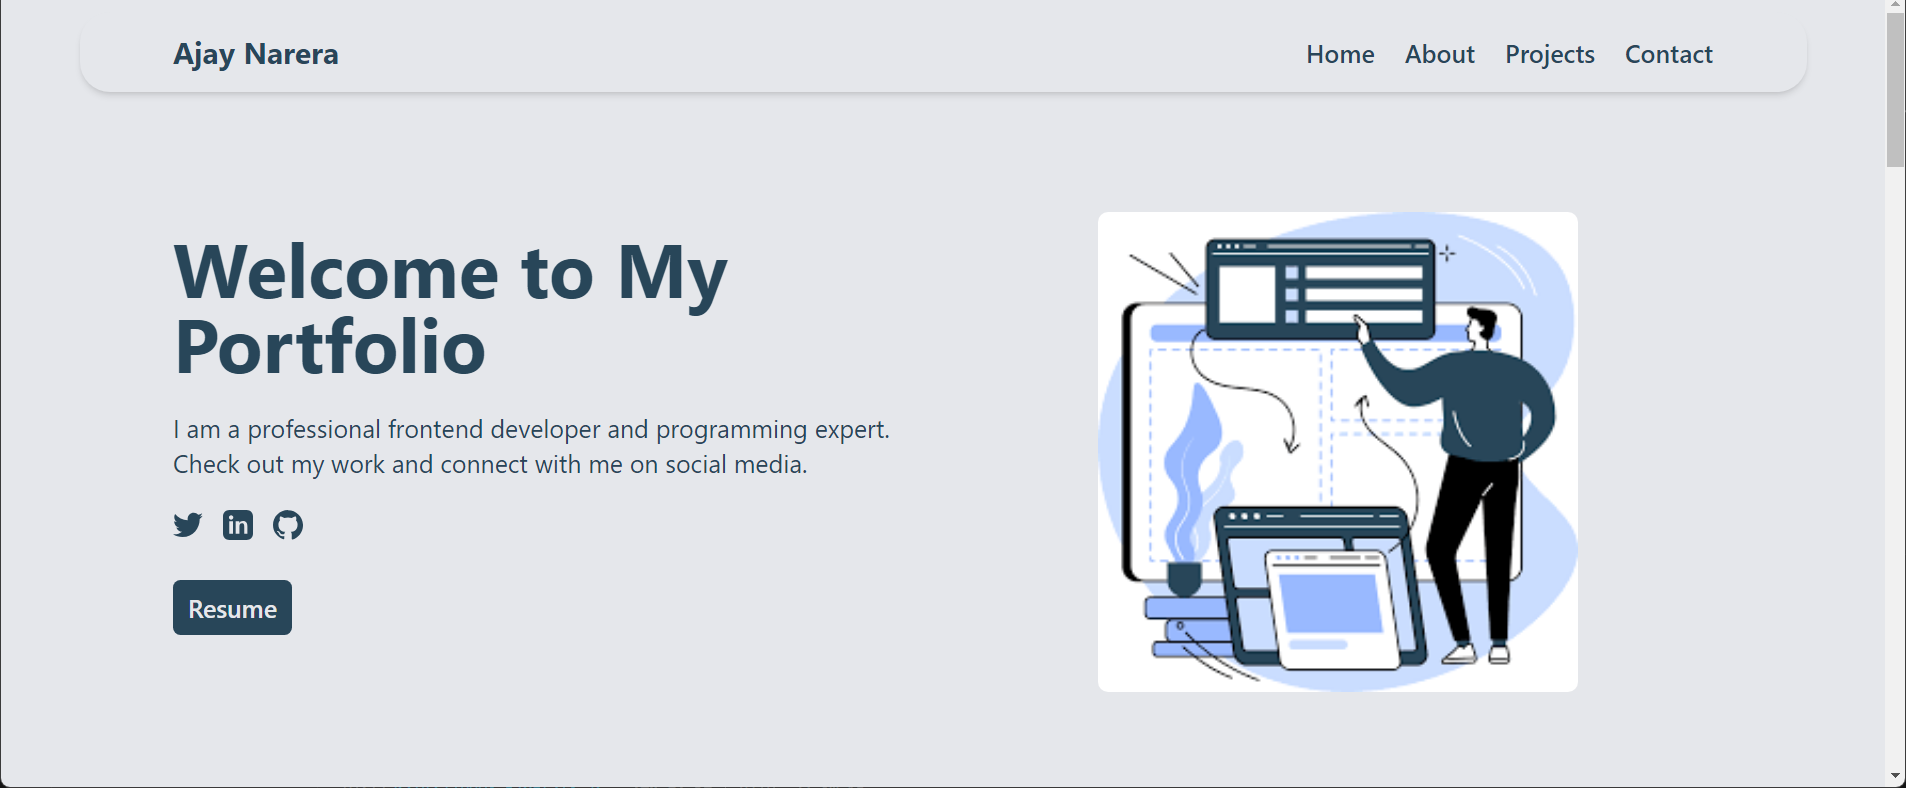 Ajay Narera
Home About Projects Contact
Welcome to My
Portfolio
I am a professional frontend developer and programming expert.
Check out my work and connect with me on social media.
in
Resume